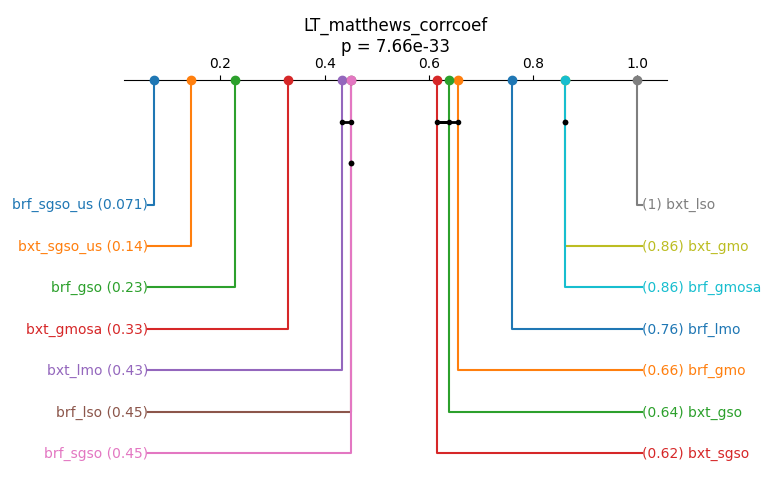 LT_matthews_corrcoef
p = 7.66e-33
0.2 0.4 0.6 0.8 1.0
brf_sgso_us (0.071) (1) bxt_lso
bxt_sgso_us (0.14) (0.86) bxt_gmo
brf_gso (0.23) (0.86) brf_gmosa
bxt_gmosa (0.33) (0.76) brf_lmo
bxt_lmo (0.43) (0.66) brf_gmo
brf_lso (0.45) (0.64) bxt_gso
brf_sgso (0.45) (0.62) bxt_sgso